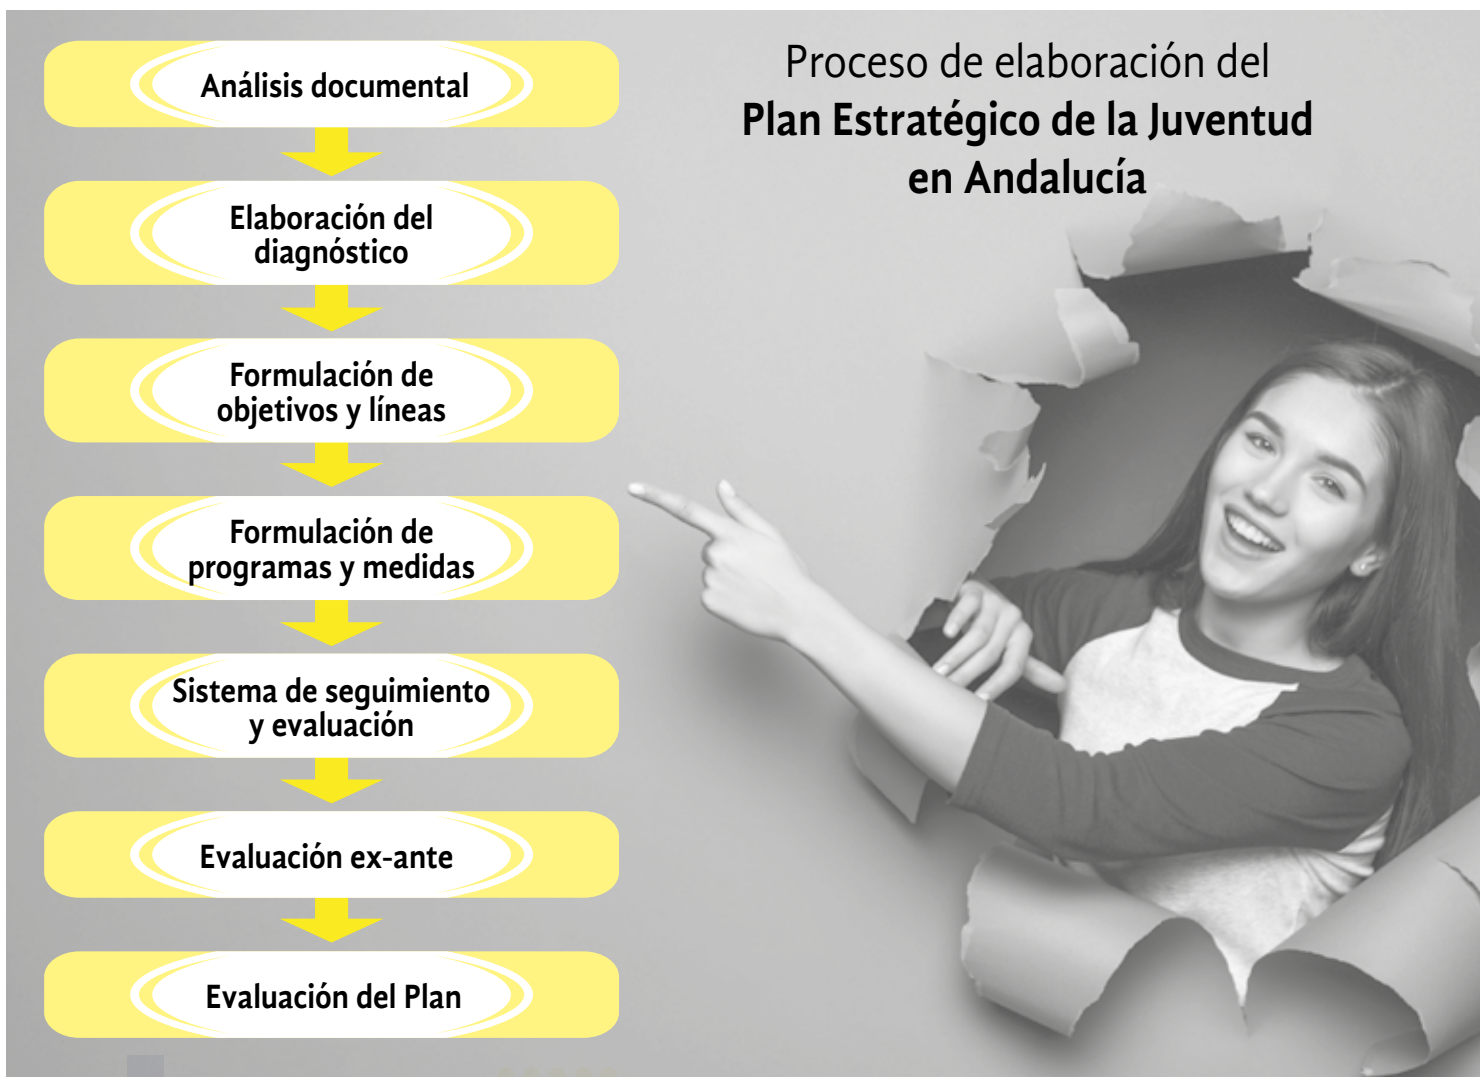 Proceso de elaboración del
Plan Estratégico de la Juventud
en Andalucía
Análisis documental
Elaboración del
diagnóstico
Formulación de
objetivos y líneas
Formulación de
programas y medidas
Sistema de seguimiento
y evaluación
Evaluación ex-ante
Evaluación del Plan